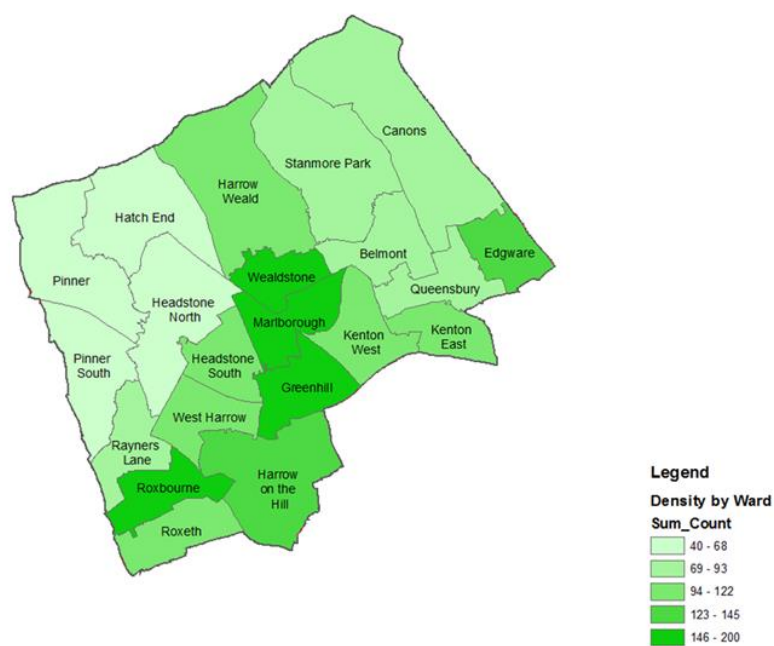 Canons
Stanmore Park
Harrow
Weald
Hatch End
Belmont
Edgware
Pinner
Wealdstone
Queensbury
Headstone
North
Marlborough
Kenton
West
Kenton
East
Pinner
South
Headstone
South
Greenhill
West Harrow
Rayners
Lane
Harrow
on the
Hill
Roxbourne
Roxeth
Legend
Density by Ward
Sum_Count
40 - 68
69 - 93
94 - 122
123 - 145
146 - 200